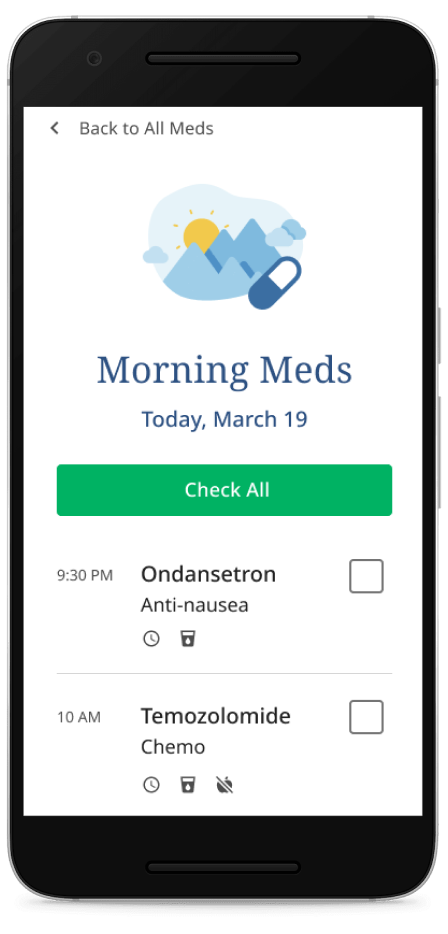 Back to All Meds
Morning Meds
Today, March 19
Check All
9:30 PM Ondansetron
Anti-nausea
10 AM Temozolomide
Chemo